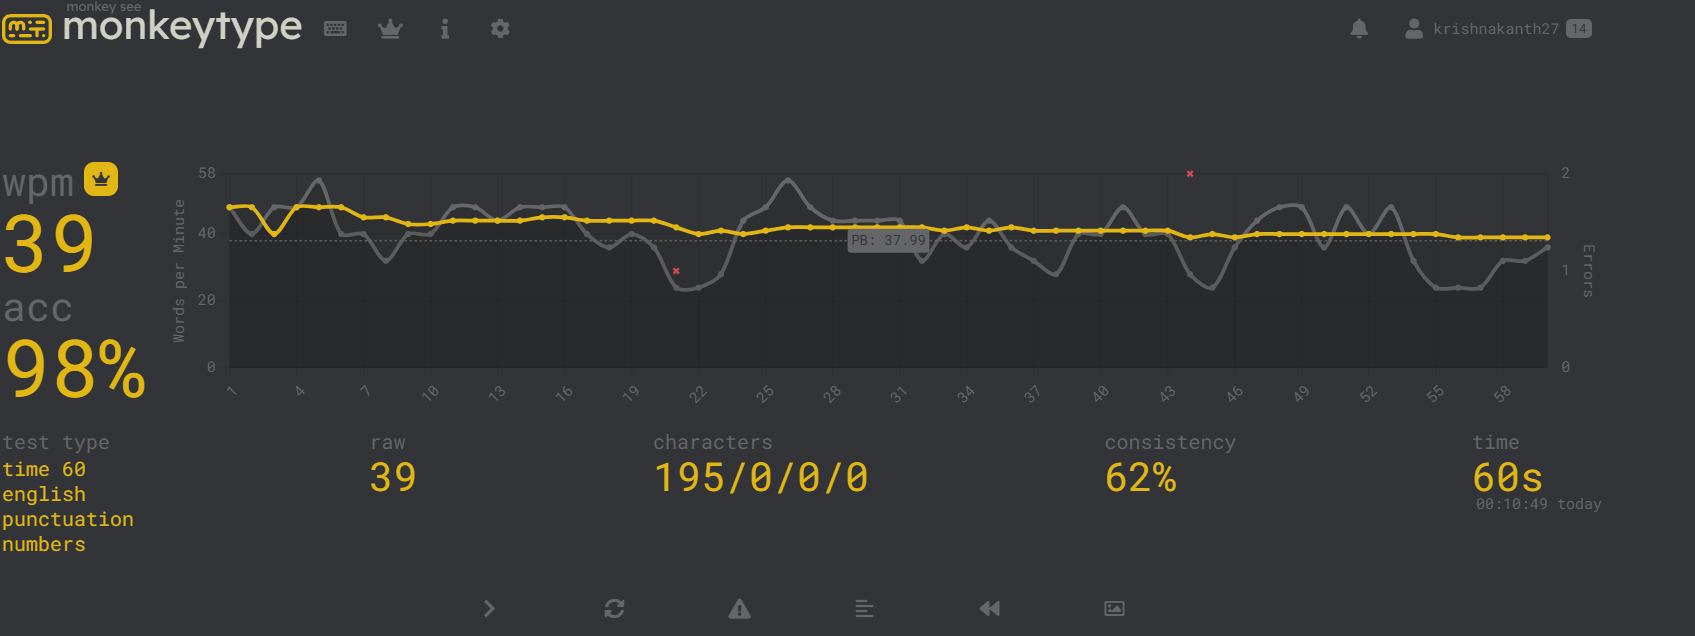 monkey see
monkeytype
krishnakanth27 14
wpm
39
acc
98%
Words per Minute
58
40
20
0
PB: 37.99
2
1
0
Errors
1 4 7 10 13 16 19 22 25 28 31 34 37 40 43 46 49 52 55 58
test type
time 60
english
punctuation
numbers
raw
39
characters
195/0/0/0
consistency
62%
time
60s
00:10:49 today